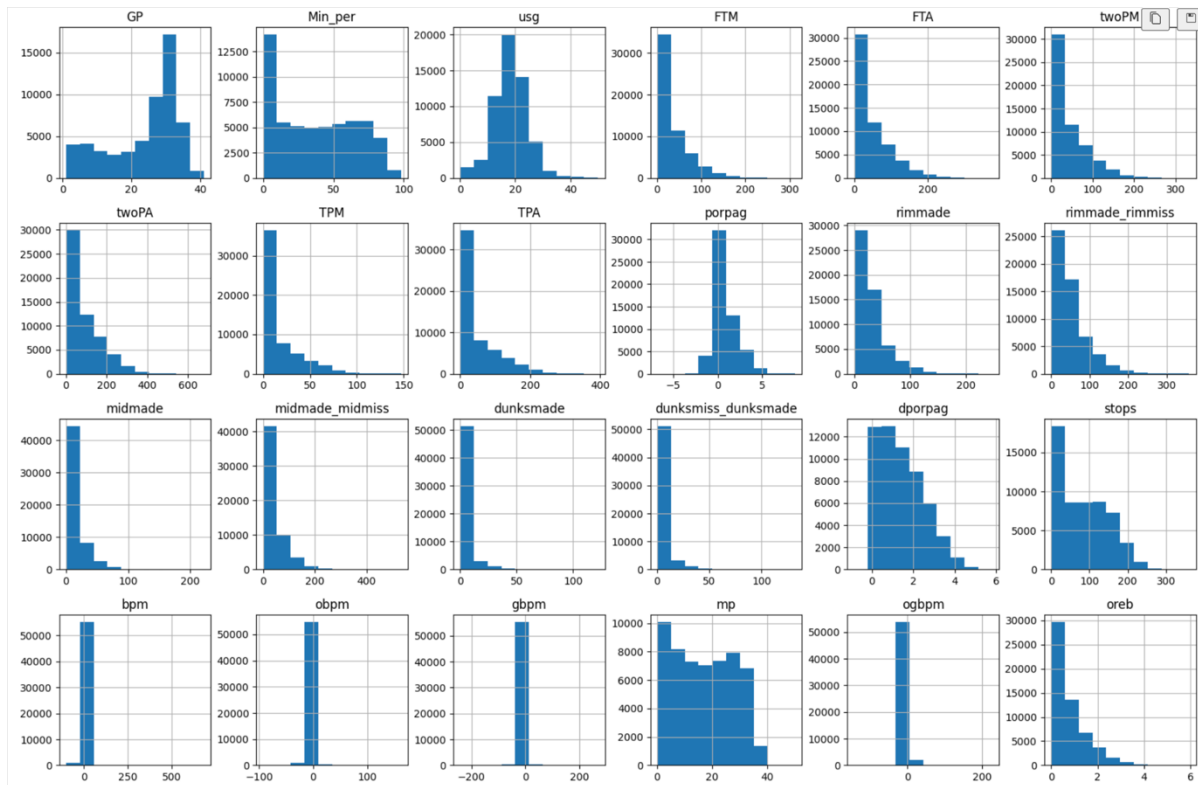 GP Min_per usg FTM FTA twoPM
15000 10000 5000 0
0 20 40
12500 10000 7500 5000 2500 0
0 50 100
20000 15000 10000 5000 0
0 20 40
30000 20000 10000 0
0 100 200 300
30000 25000 20000 15000 10000 5000 0
0 200
30000 25000 20000 15000 10000 5000 0
0 100 200 300
twoPA TPM TPA porpag rimmade rimmade_rimmiss
30000 25000 20000 15000 10000 5000 0
0 200 400 600
30000 20000 10000 0
0 50 100 150
30000 20000 10000 0
0 200 400
30000 25000 20000 15000 10000 5000 0
−5 0 5
30000 25000 20000 15000 10000 5000 0
0 100 200
25000 20000 15000 10000 5000 0
0 100 200 300
midmade midmade_midmiss dunksmade dunksmiss_dunksmade dporpag stops
40000 30000 20000 10000 0
0 100 200
40000 30000 20000 10000 0
0 200 400
50000 40000 30000 20000 10000 0
0 50 100
50000 40000 30000 20000 10000 0
0 50 100
12000 10000 8000 6000 4000 2000 0
0 2 4 6
15000 10000 5000 0
0 100 200 300
bpm obpm gbpm mp ogbpm oreb
50000 40000 30000 20000 10000 0
0 250 500
50000 40000 30000 20000 10000 0
−100 0 100
50000 40000 30000 20000 10000 0
−200 0 200
10000 8000 6000 4000 2000 0
0 20 40
50000 40000 30000 20000 10000 0
0 200
30000 25000 20000 15000 10000 5000 0
0 2 4 6